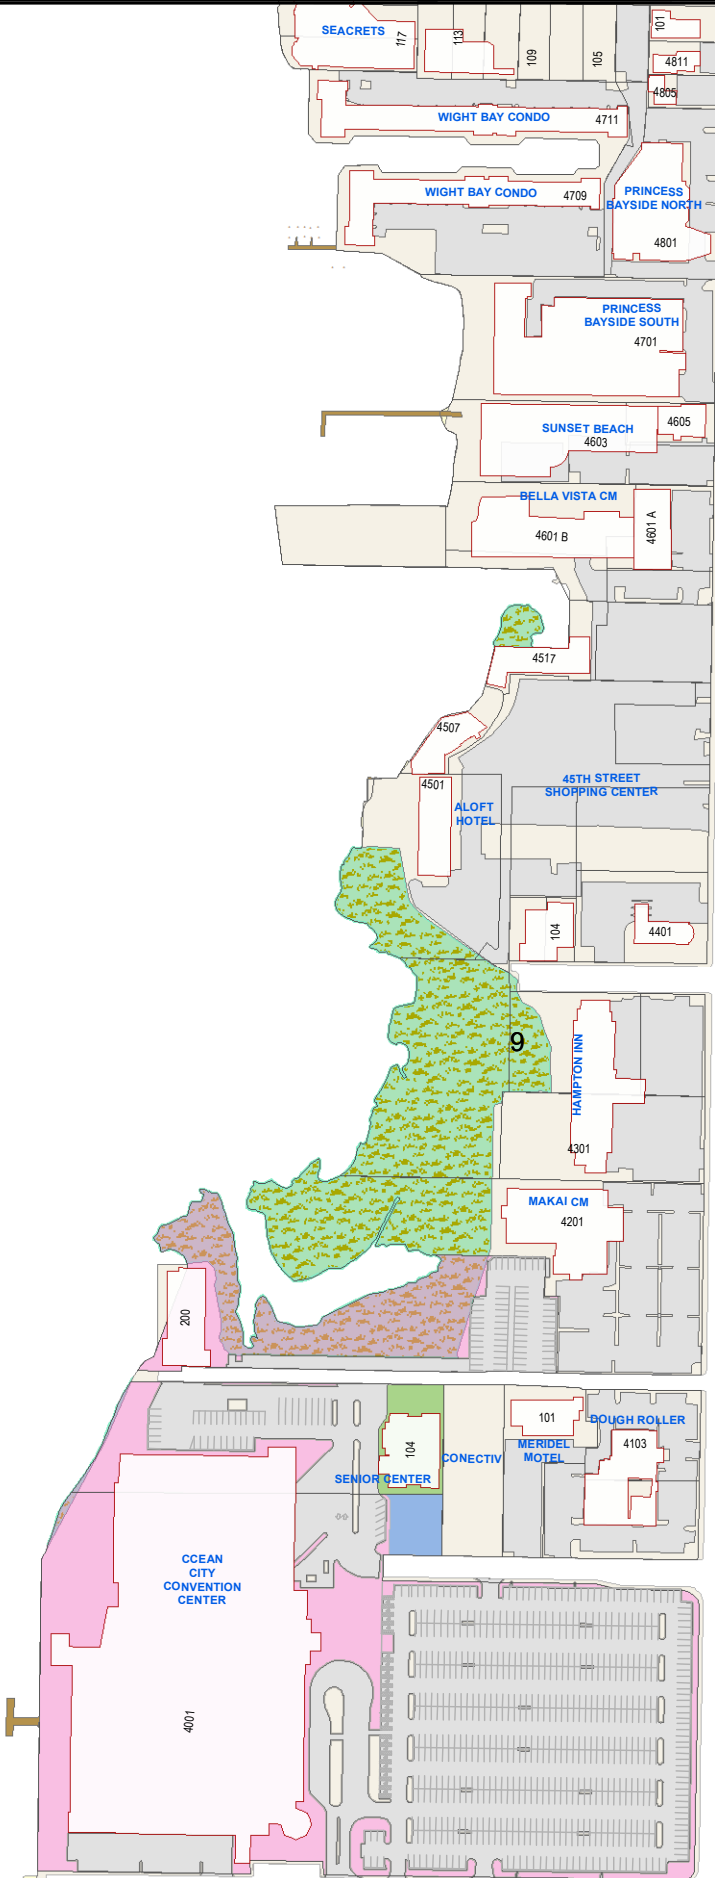 SEACRETS
117
113
109
105
101
4811
4805
WIGHT BAY CONDO
4711
WIGHT BAY CONDO
4709
PRINCESS
BAYSIDE NORTH
4801
PRINCESS
BAYSIDE SOUTH
4701
SUNSET BEACH
4603
4605
BELLA VISTA CM
4601 B
4601 A
4517
4507
4501
ALOFT
HOTEL
45TH STREET
SHOPPING CENTER
104
4401
9
HAMPTON INN
4301
MAKAI CM
4201
200
104
SENIOR CENTER
CONECTIV
101
MERIDEL
MOTEL
DOUGH ROLLER
4103
CCEAN
CITY
CONVENTION
CENTER
4001